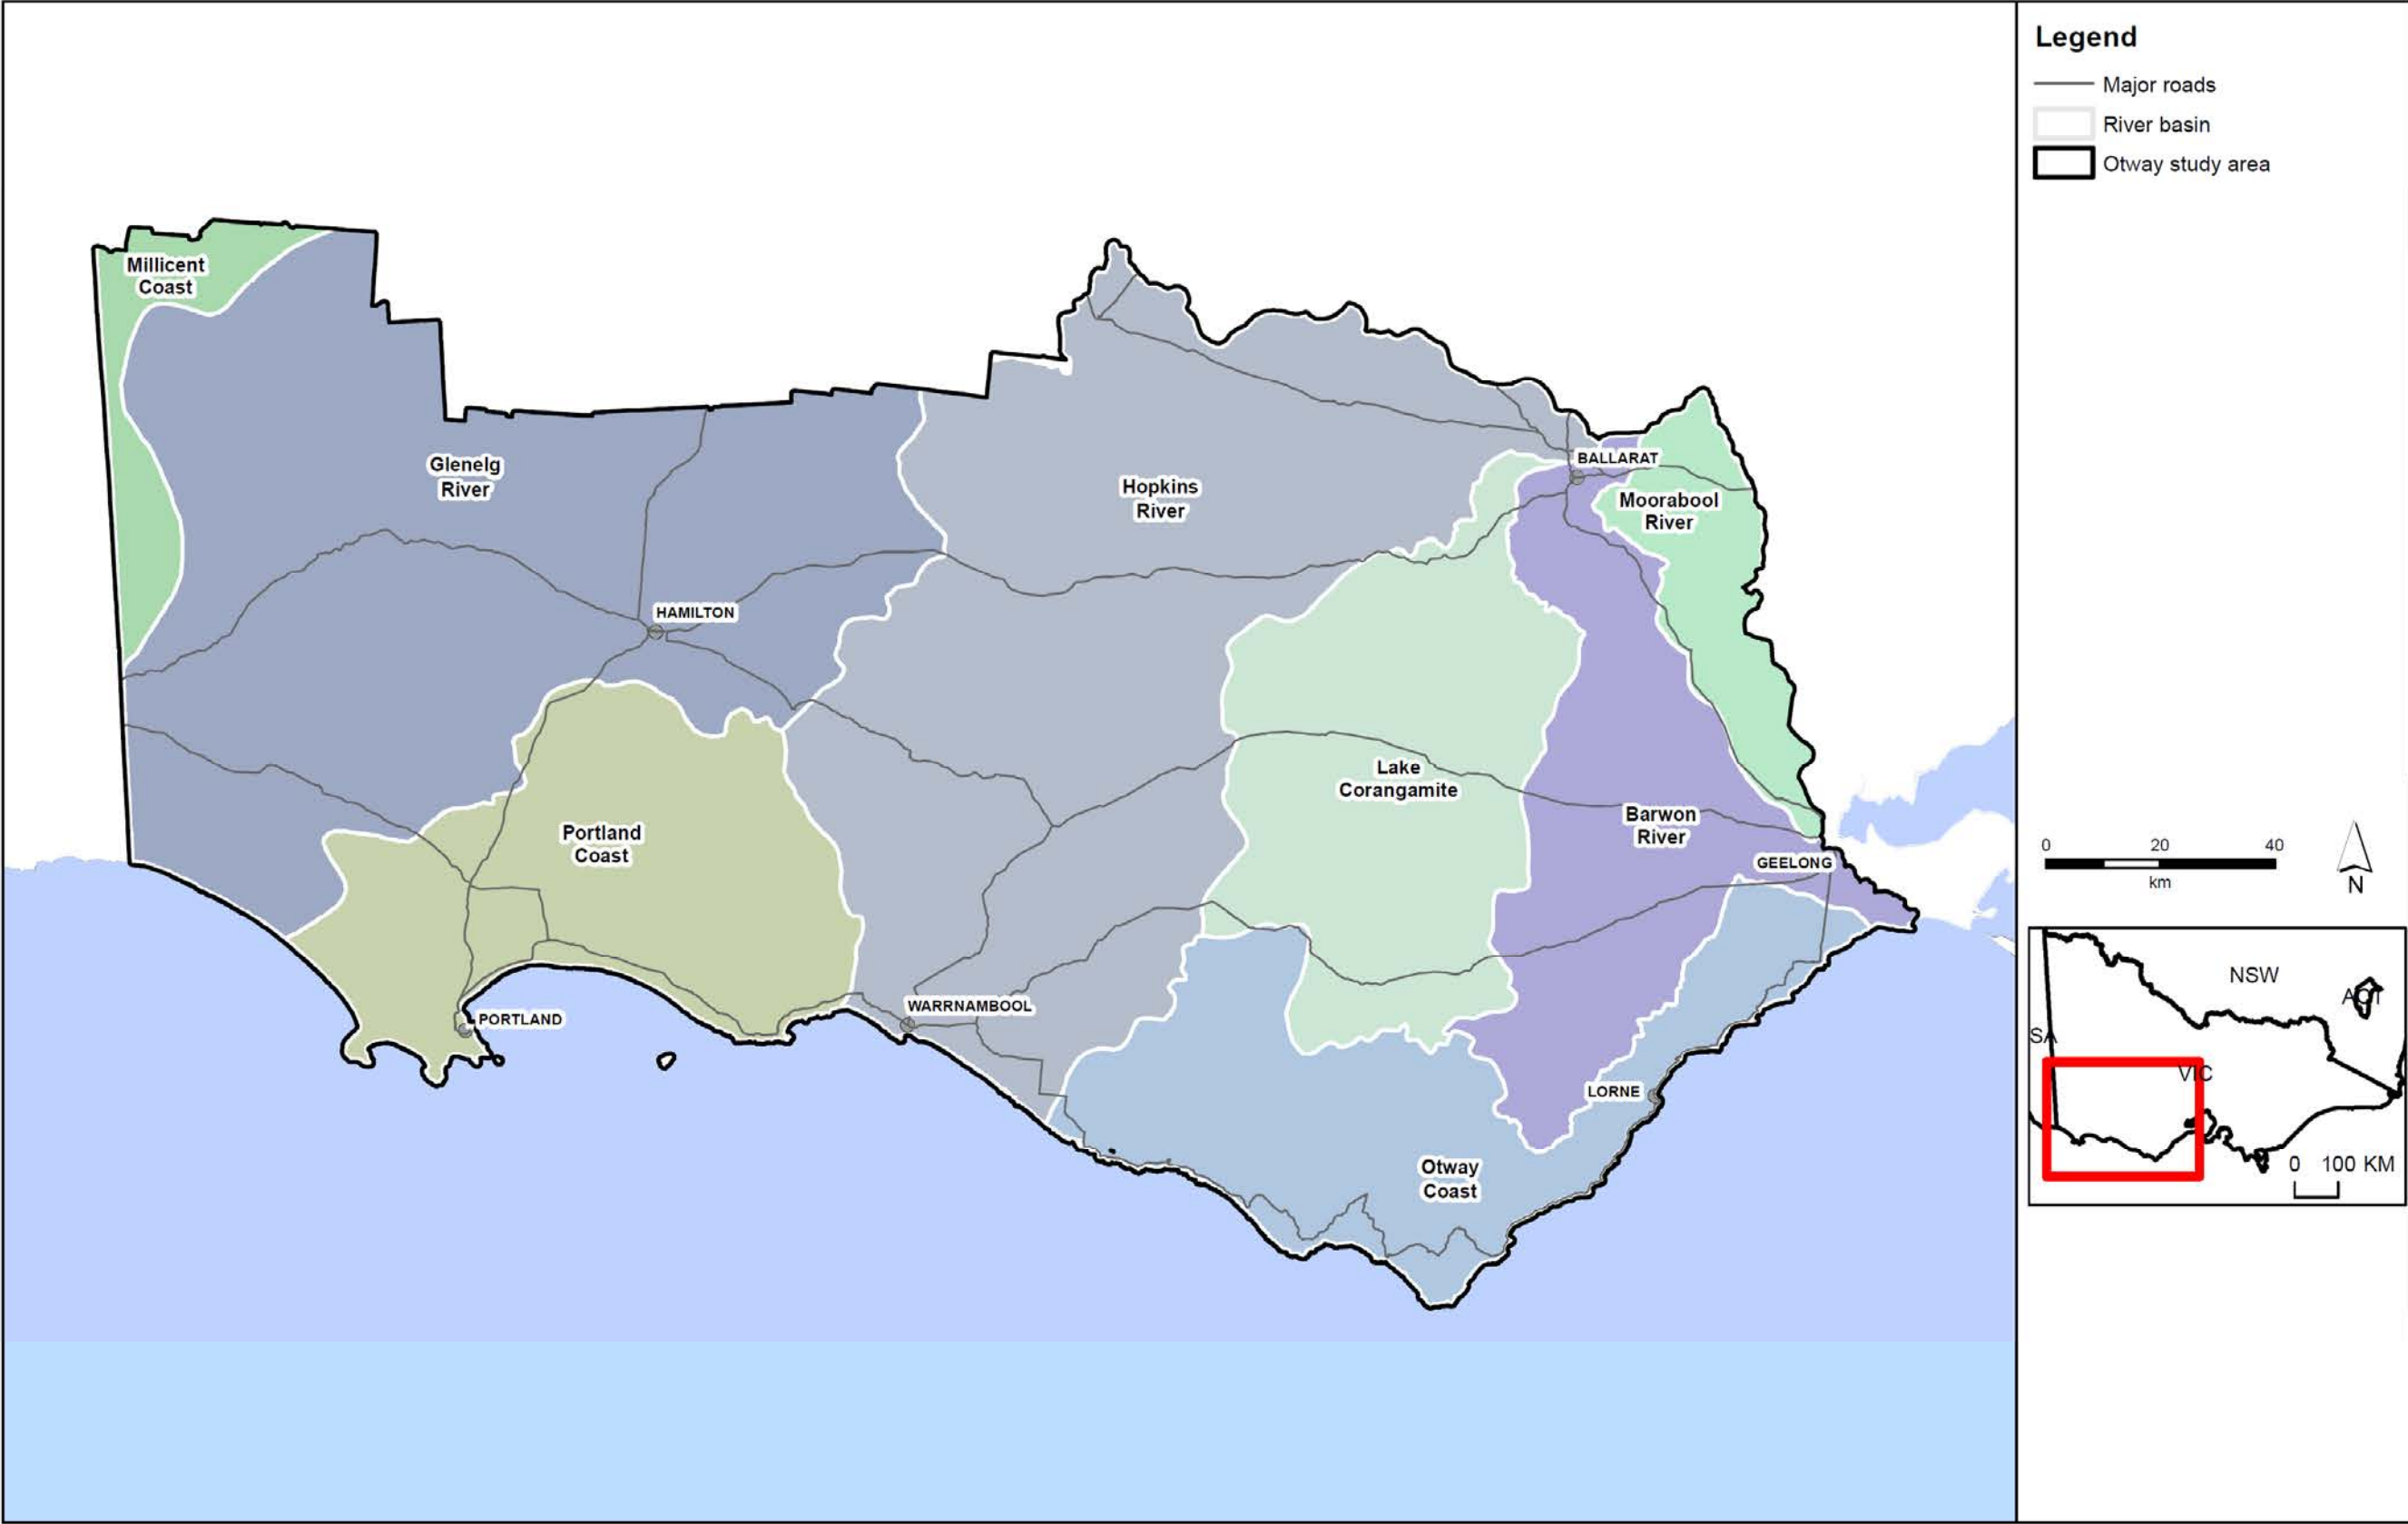 Legend
Major roads
River basin
Otway study area
Millicent
Coast
Glenelg
River
Hopkins
River
BALLARAT
Moorabool
River
HAMILTON
Lake
Corangamite
Barwon
River
Portland
Coast
GEELONG
WARRNAMBOOL
PORTLAND
LORNE
Otway
Coast
0 20 40
km
N
NSW
ACT
SA
VIC
0 100 KM